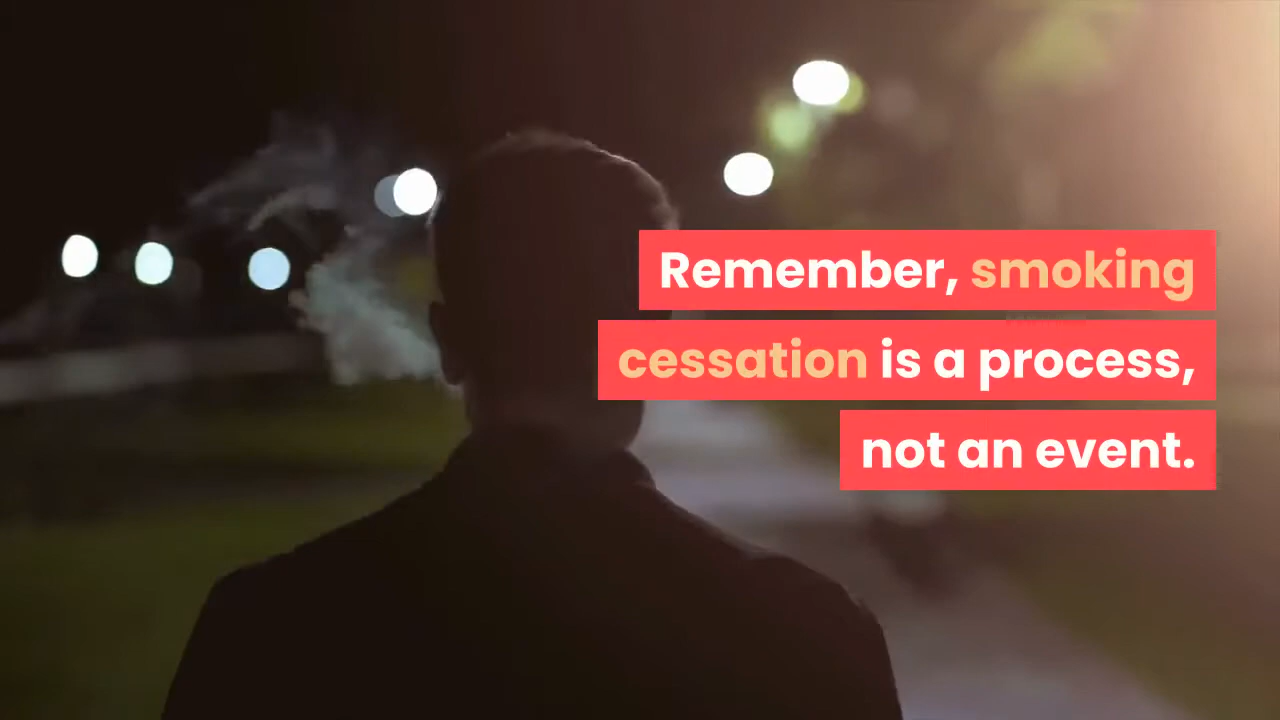 Remember, smoking
cessation is a process,
not an event.